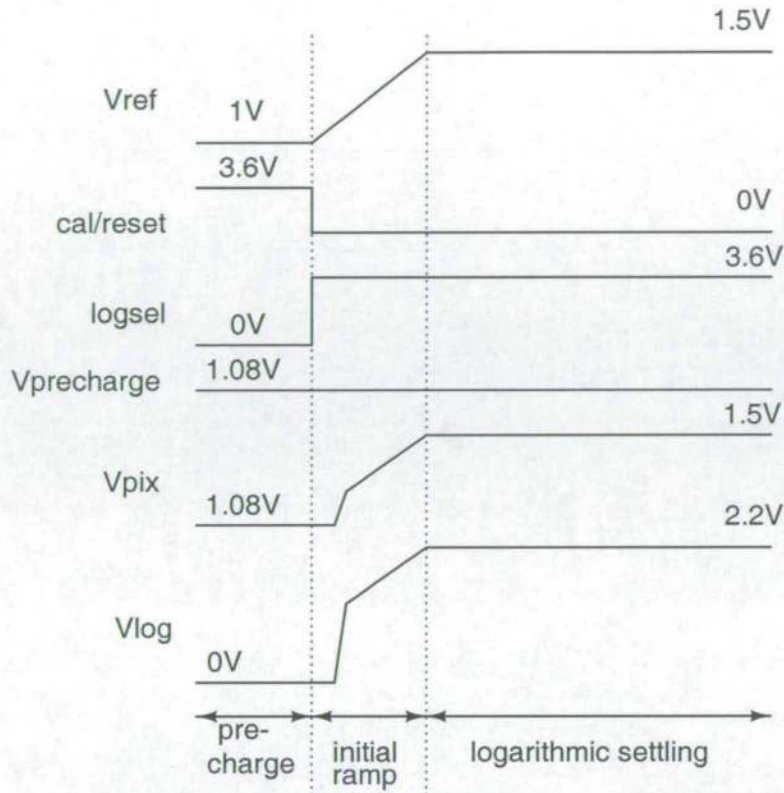 1.5V
Vref
1V
3.6V
cal/reset
0V
3.6V
logsel
0V
Vprecharge
1.08V
1.5V
Vpix
1.08V
2.2V
Vlog
0V
pre-
charge
initial
ramp
logarithmic settling